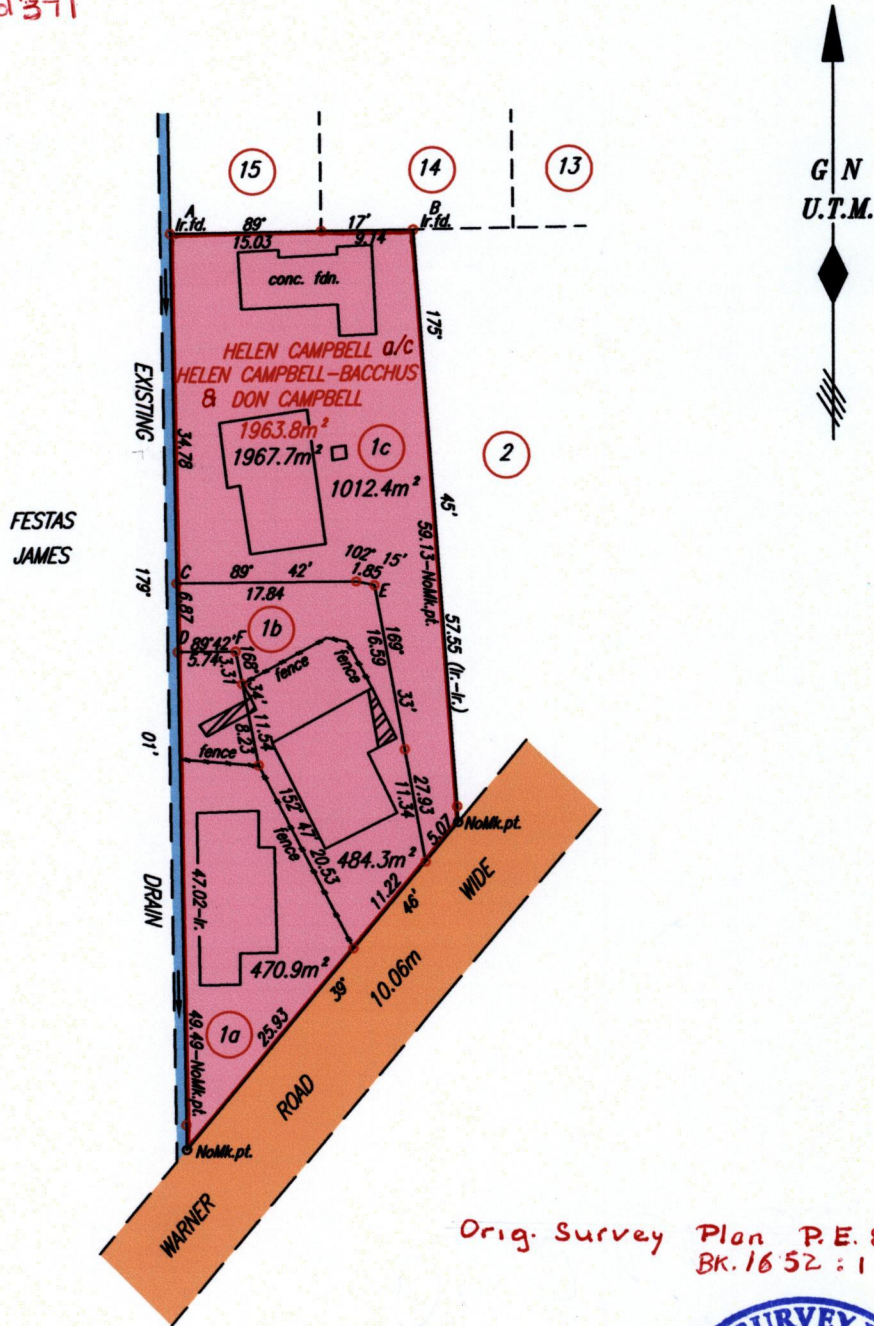 d 371
G N
U.T.M.
15
14
13
A
Ir.fd.
89° 17'
15.03
9.14
B
Ir.fd.
conc. fdn.
175° 45'
HELEN CAMPBELL a/c
HELEN CAMPBELL-BACCHUS
& DON CAMPBELL
1963.8m²
1967.7m²
1c
1012.4m²
2
EXISTING
DRAIN
34.78
FESTAS
JAMES
179° 01'
59.13-NoMk.pt.
57.55 (Ir.-Ir.)
C
89° 42'
17.84
102° 15'
1.85
E
6.87
1b
D
89°42'
5.74
F
3.31
168° 34'
11.54
8.23
fence
fence
169° 33'
16.59
27.93
11.34
fence
152° 47'
20.53
fence
484.3m²
5.07
NoMk.pt.
47.02-Ir.
470.9m²
11.22
39° 46'
WARNER ROAD
10.06m WIDE
1a
25.93
49.49-NoMk.pt.
NoMk.pt.
Orig. Survey Plan P.E.
BK. 1652 : 1
SURVEY